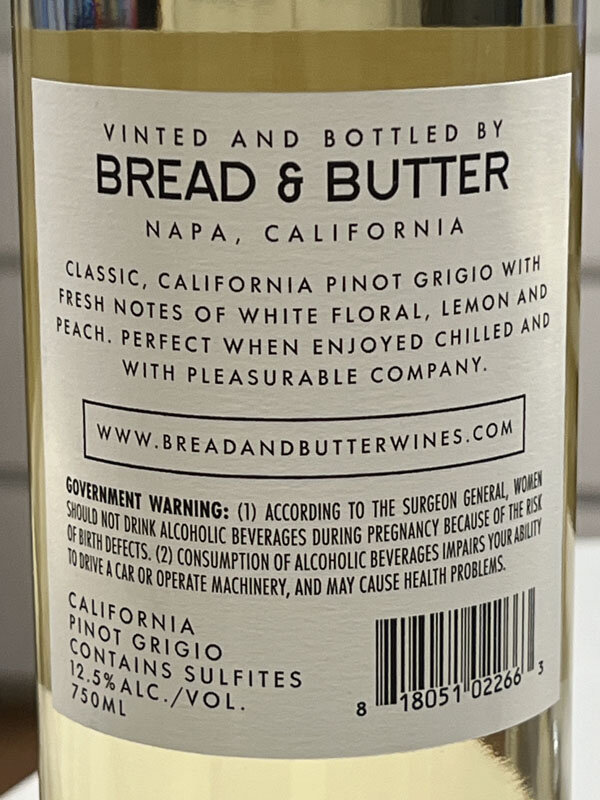 VINTED AND BOTTLED BY
BREAD & BUTTER
NAPA, CALIFORNIA
CLASSIC, CALIFORNIA PINOT GRIGIO WITH
FRESH NOTES OF WHITE FLORAL, LEMON AND
PEACH. PERFECT WHEN ENJOYED CHILLED AND
WITH PLEASURABLE COMPANY.
WWW.BREADANDBUTTERWINES.COM
GOVERNMENT WARNING: (1) ACCORDING TO THE SURGEON GENERAL, WOMEN
SHOULD NOT DRINK ALCOHOLIC BEVERAGES DURING PREGNANCY BECAUSE OF THE RISK
OF BIRTH DEFECTS. (2) CONSUMPTION OF ALCOHOLIC BEVERAGES IMPAIRS YOUR ABILITY
TO DRIVE A CAR OR OPERATE MACHINERY, AND MAY CAUSE HEALTH PROBLEMS.
CALIFORNIA
PINOT GRIGIO
CONTAINS SULFITES
12.5% ALC./VOL.
750ML
8 18051 02266 3